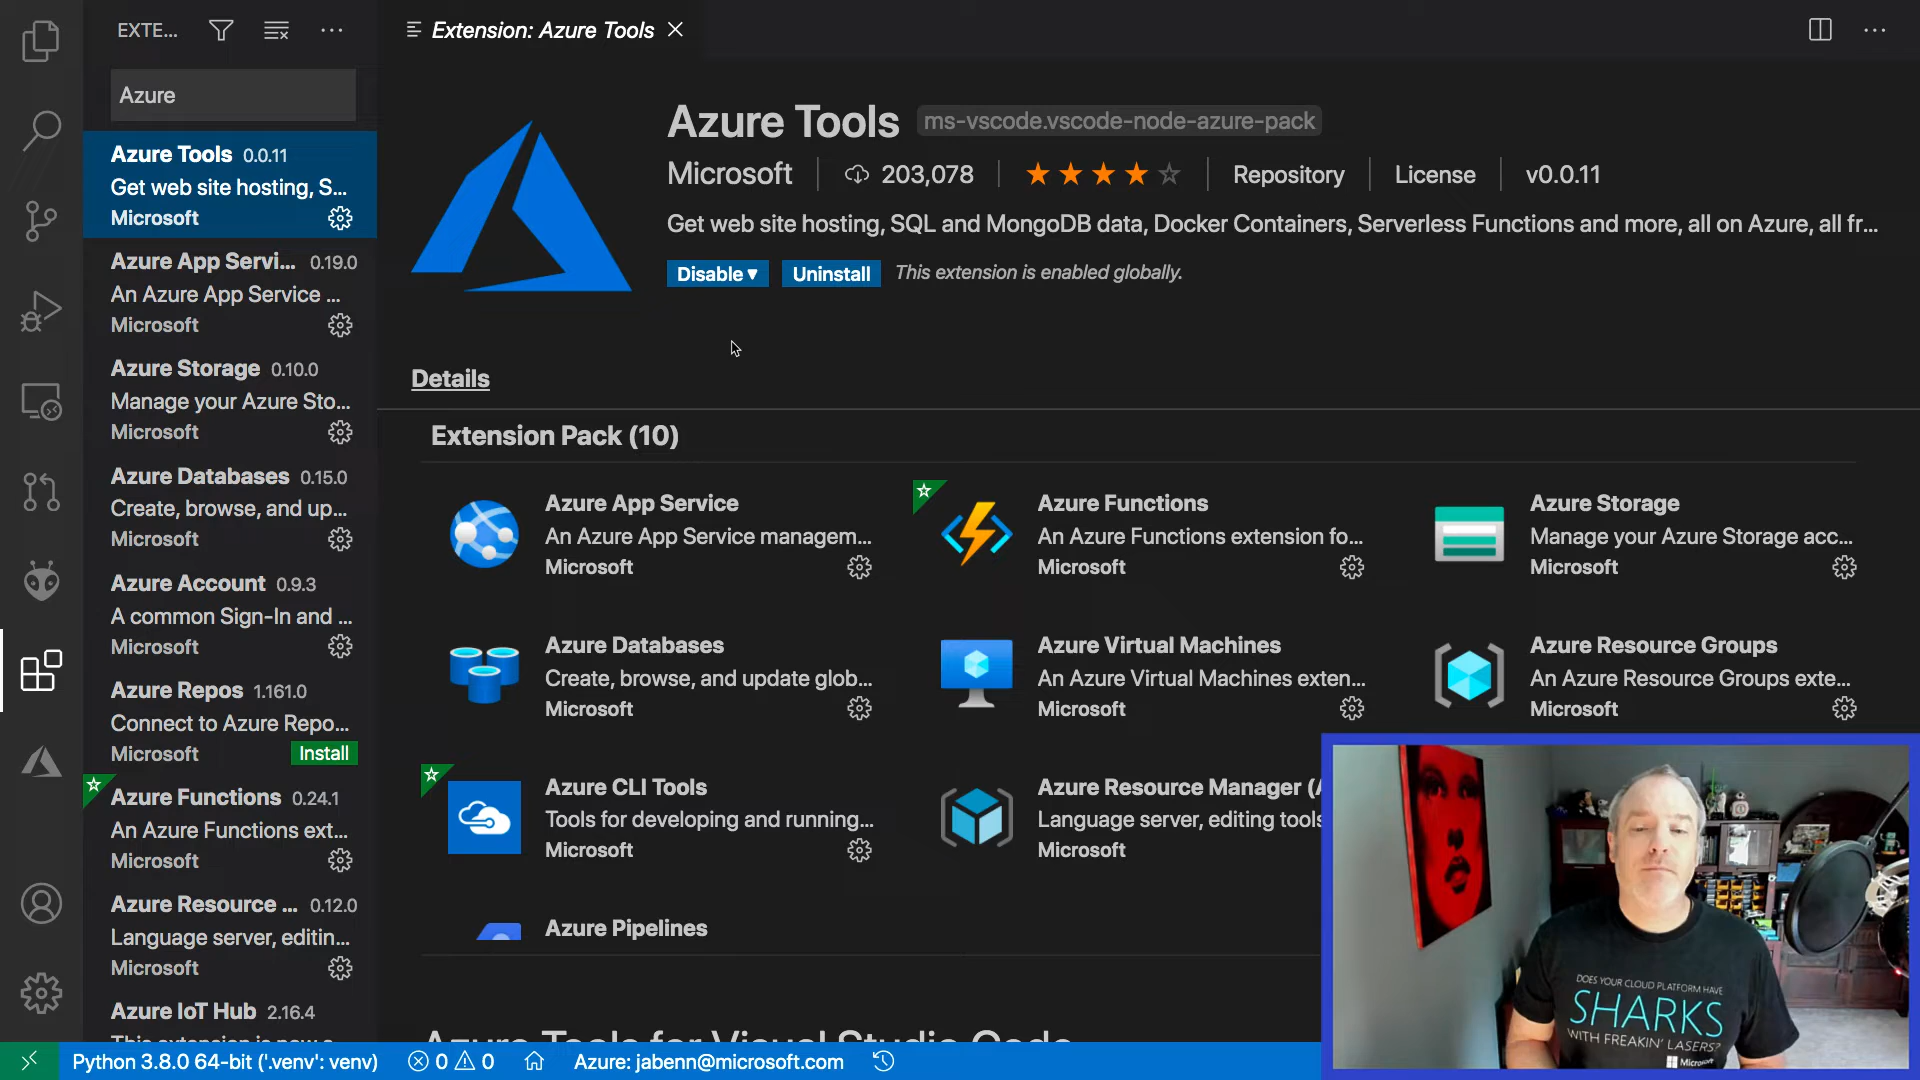 EXTE...
Azure
Azure Tools 0.0.11
Get web site hosting, S...
Microsoft
Azure App Servi... 0.19.0
An Azure App Service ...
Microsoft
Azure Storage 0.10.0
Manage your Azure Sto...
Microsoft
Azure Databases 0.15.0
Create, browse, and up...
Microsoft
Azure Account 0.9.3
A common Sign-In and ...
Microsoft
Azure Repos 1.161.0
Connect to Azure Repo...
Microsoft Install
Azure Functions 0.24.1
An Azure Functions ext...
Microsoft
Azure Resource ... 0.12.0
Language server, editin...
Microsoft
Azure IoT Hub 2.16.4
Extension: Azure Tools
Azure Tools ms-vscode.vscode-node-azure-pack
Microsoft 203,078 Repository License v0.0.11
Get web site hosting, SQL and MongoDB data, Docker Containers, Serverless Functions and more, all on Azure, all fr...
Disable Uninstall This extension is enabled globally.
Details
Extension Pack (10)
Azure App Service
An Azure App Service managem...
Microsoft
Azure Functions
An Azure Functions extension fo...
Microsoft
Azure Storage
Manage your Azure Storage acc...
Microsoft
Azure Databases
Create, browse, and update glob...
Microsoft
Azure Virtual Machines
An Azure Virtual Machines exten...
Microsoft
Azure Resource Groups
An Azure Resource Groups exte...
Microsoft
Azure CLI Tools
Tools for developing and running...
Microsoft
Azure Resource Manager (
Language server, editing tools
Microsoft
Azure Pipelines
Azure Tools for Visual Studio Code
DOES YOUR CLOUD PLATFORM HAVE
SHARKS
WITH FREAKIN' LASERS?
Microsoft
Python 3.8.0 64-bit ('.venv': venv) 0 0 Azure: jabenn@microsoft.com